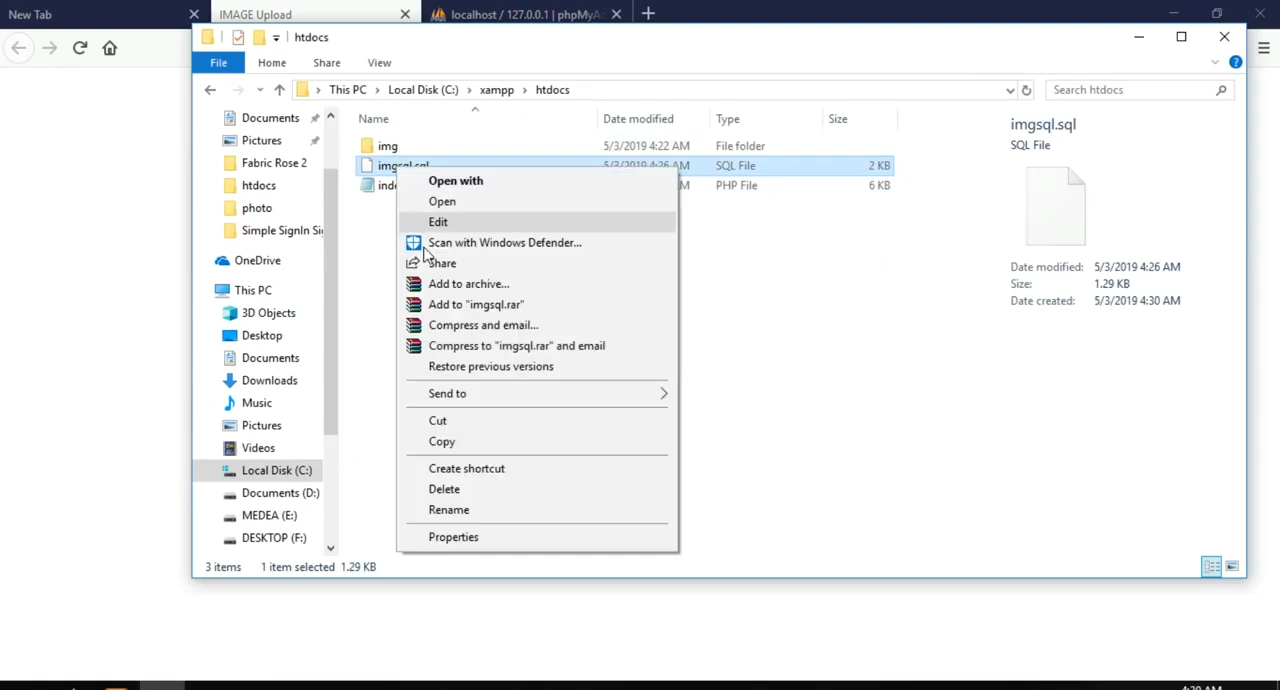 New Tab
IMAGE Upload
localhost / 127.0.0.1 | phpMyA
htdocs
File Home Share View
This PC Local Disk (C:) xampp htdocs
Search htdocs
Documents
Pictures
Fabric Rose 2
htdocs
photo
Simple SignIn Si
OneDrive
This PC
3D Objects
Desktop
Documents
Downloads
Music
Pictures
Videos
Local Disk (C:)
Documents (D:)
MEDEA (E:)
DESKTOP (F:)
Name Date modified Type Size
img 5/3/2019 4:22 AM File folder
imgsql.sql 5/3/2019 4:26 AM SQL File 2 KB
M PHP File 6 KB
Open with
Open
Edit
Scan with Windows Defender...
Share
Add to archive...
Add to "imgsql.rar"
Compress and email...
Compress to "imgsql.rar" and email
Restore previous versions
Send to
Cut
Copy
Create shortcut
Delete
Rename
Properties
imgsql.sql
SQL File
Date modified: 5/3/2019 4:26 AM
Size: 1.29 KB
Date created: 5/3/2019 4:30 AM
3 items 1 item selected 1.29 KB